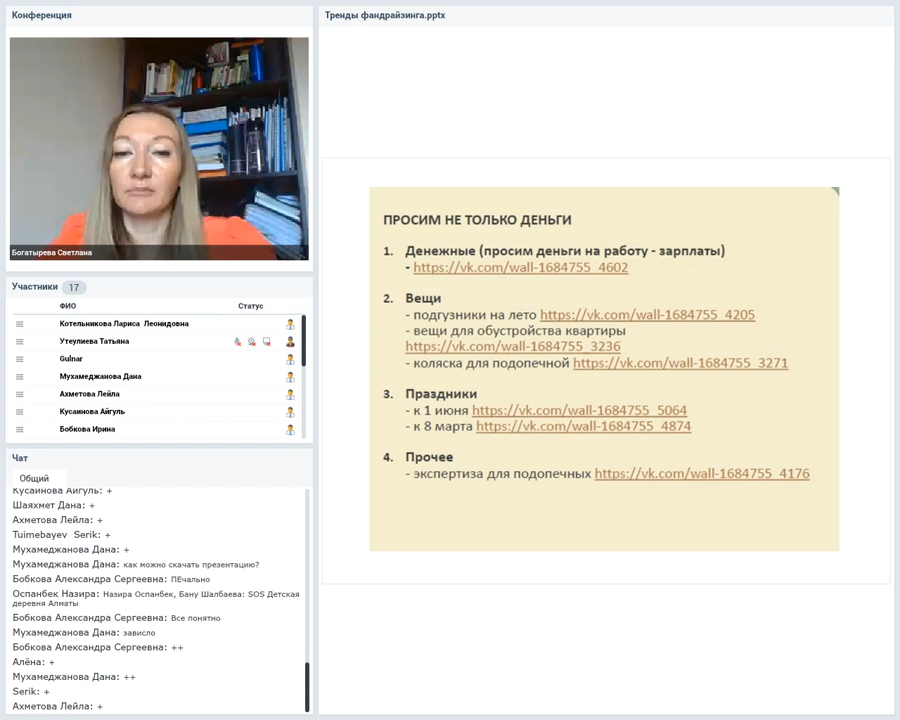 Конференция
Богатырева Светлана
Участники 17
ФИО Статус
Котельникова Лариса Леонидовна
Утеулиева Татьяна
Gulnar
Мухамеджанова Дана
Ахметова Лейла
Кусаинова Айгуль
Бобкова Ирина
Чат
Общий
Кусаинова Айгуль: +
Шаяхмет Дана: +
Ахметова Лейла: +
Tuimebayev Serik: +
Мухамеджанова Дана: +
Мухамеджанова Дана: как можно скачать презентацию?
Бобкова Александра Сергеевна: ПЕчально
Оспанбек Назира: Назира Оспанбек, Бану Шалбаева: SOS Детская
деревня Алматы
Бобкова Александра Сергеевна: Все понятно
Мухамеджанова Дана: зависло
Бобкова Александра Сергеевна: ++
Алёна: +
Мухамеджанова Дана: ++
Serik: +
Ахметова Лейла: +
Тренды фандрайзинга.pptx
ПРОСИМ НЕ ТОЛЬКО ДЕНЬГИ
1. Денежные (просим деньги на работу - зарплаты)
- https://vk.com/wall-1684755_4602
2. Вещи
- подгузники на лето https://vk.com/wall-1684755_4205
- вещи для обустройства квартиры
https://vk.com/wall-1684755_3236
- коляска для подопечной https://vk.com/wall-1684755_3271
3. Праздники
- к 1 июня https://vk.com/wall-1684755_5064
- к 8 марта https://vk.com/wall-1684755_4874
4. Прочее
- экспертиза для подопечных https://vk.com/wall-1684755_4176